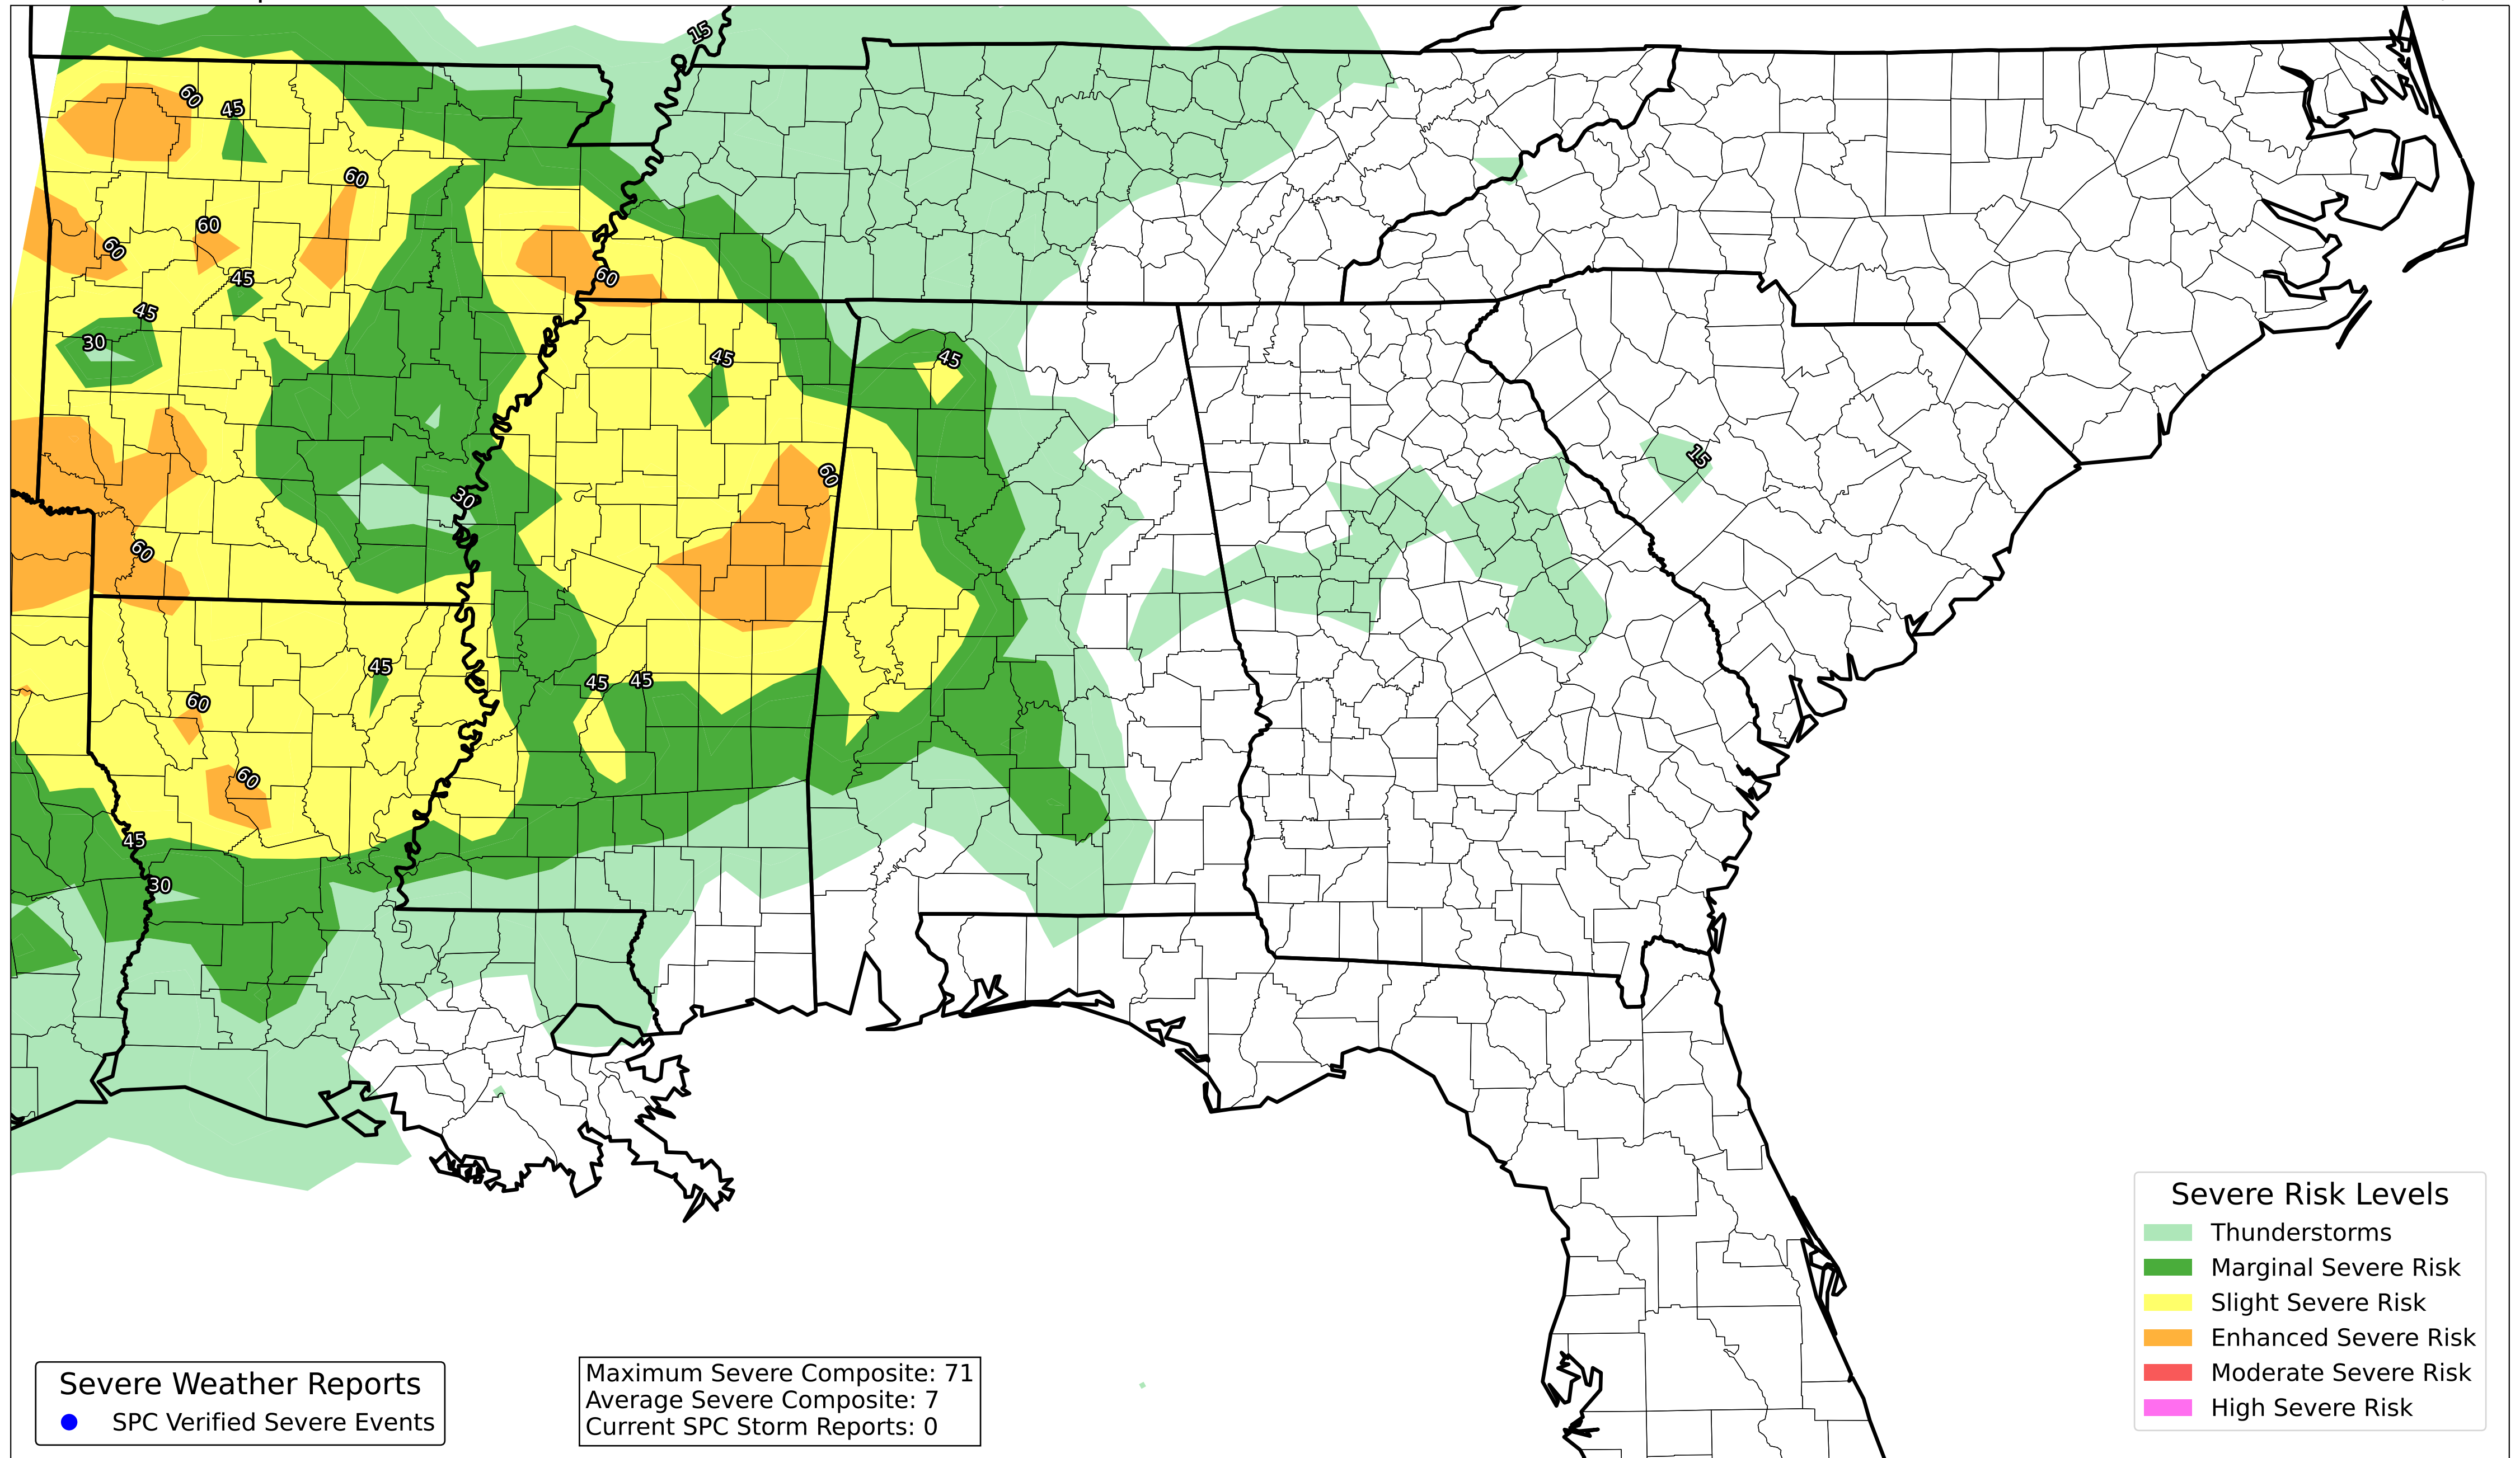 15
60
45
60
60
60
45
60
45
30
45
45
60
30
15
60
45
45
45
60
60
45
30
Severe Risk Levels
Thunderstorms
Marginal Severe Risk
Slight Severe Risk
Enhanced Severe Risk
Moderate Severe Risk
High Severe Risk
Severe Weather Reports
SPC Verified Severe Events
Maximum Severe Composite: 71
Average Severe Composite: 7
Current SPC Storm Reports: 0